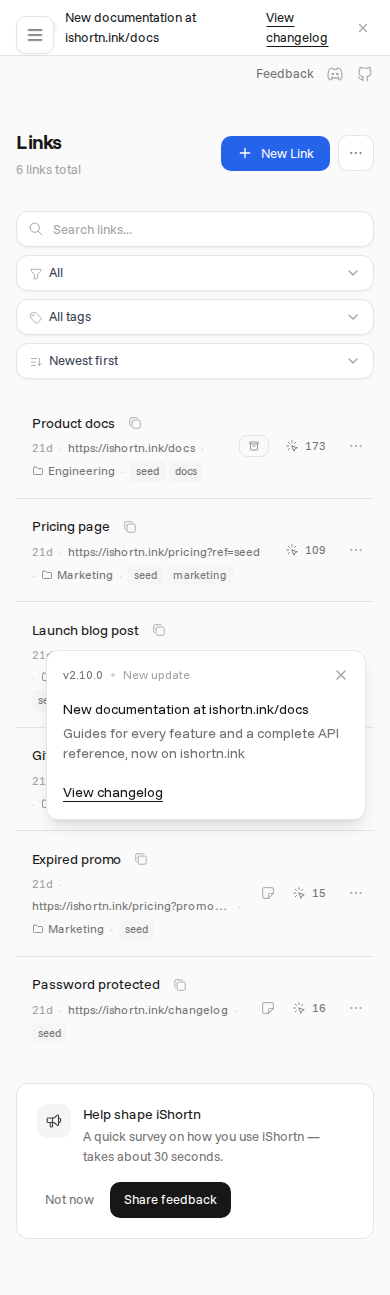 New documentation at
ishortn.ink/docs
View
changelog
Feedback
Links
6 links total
New Link
Search links...
All
All tags
Newest first
Product docs
21d · https://ishortn.ink/docs ·
173
Engineering · seed docs
Pricing page
21d · https://ishortn.ink/pricing?ref=seed
109
· Marketing · seed marketing
Launch blog post
v2.10.0 • New update
New documentation at ishortn.ink/docs
Guides for every feature and a complete API
reference, now on ishortn.ink
View changelog
Expired promo
21d ·
https://ishortn.ink/pricing?promo... ·
15
Marketing · seed
Password protected
21d · https://ishortn.ink/changelog ·
16
seed
Help shape iShortn
A quick survey on how you use iShortn —
takes about 30 seconds.
Not now
Share feedback